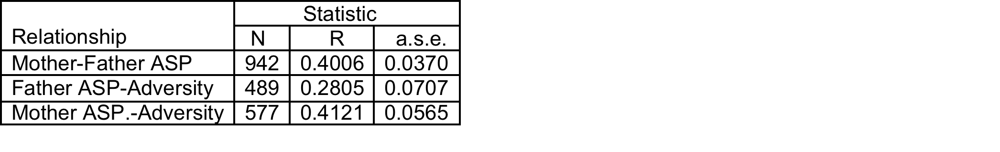 Statistic
Relationship N R a.s.e.
Mother-Father ASP 942 0.4006 0.0370
Father ASP-Adversity 489 0.2805 0.0707
Mother ASP.-Adversity 577 0.4121 0.0565